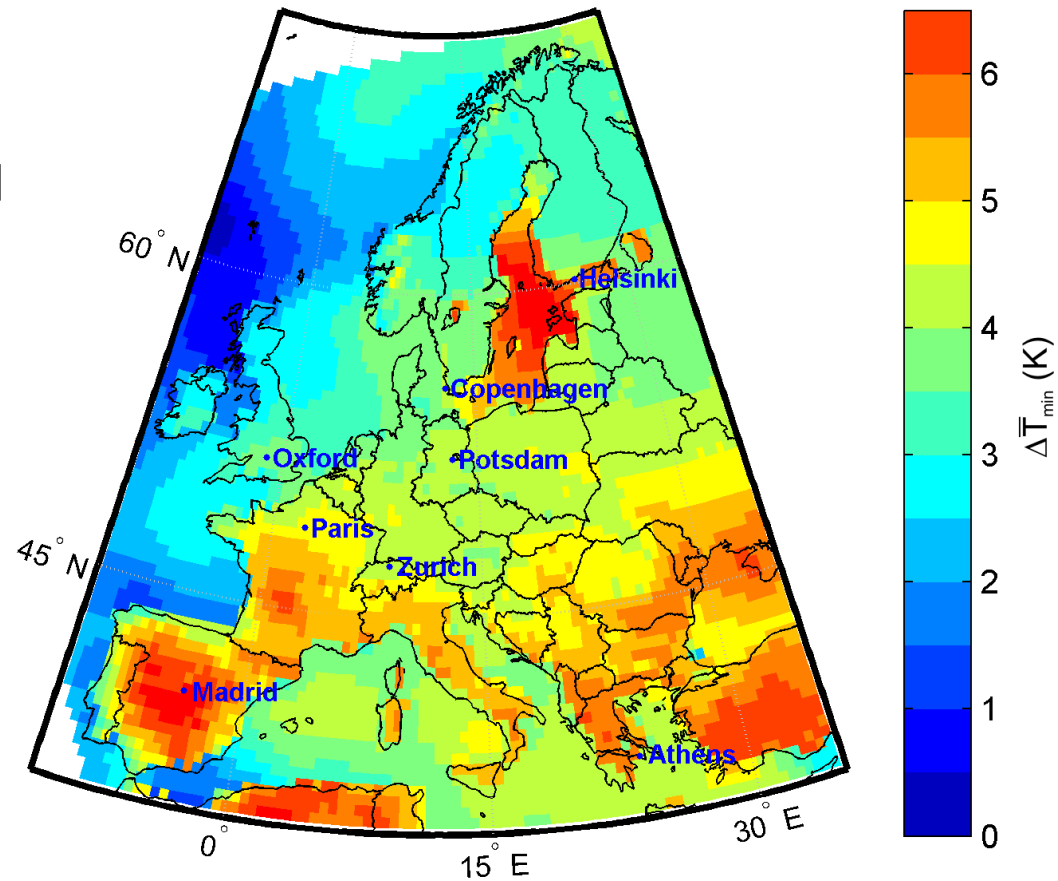 60° N
45° N
0°
15° E
30° E
Helsinki
Copenhagen
Oxford
Potsdam
Paris
Zurich
Madrid
Athens
6
5
4
3
2
1
0
ΔT̿min (K)